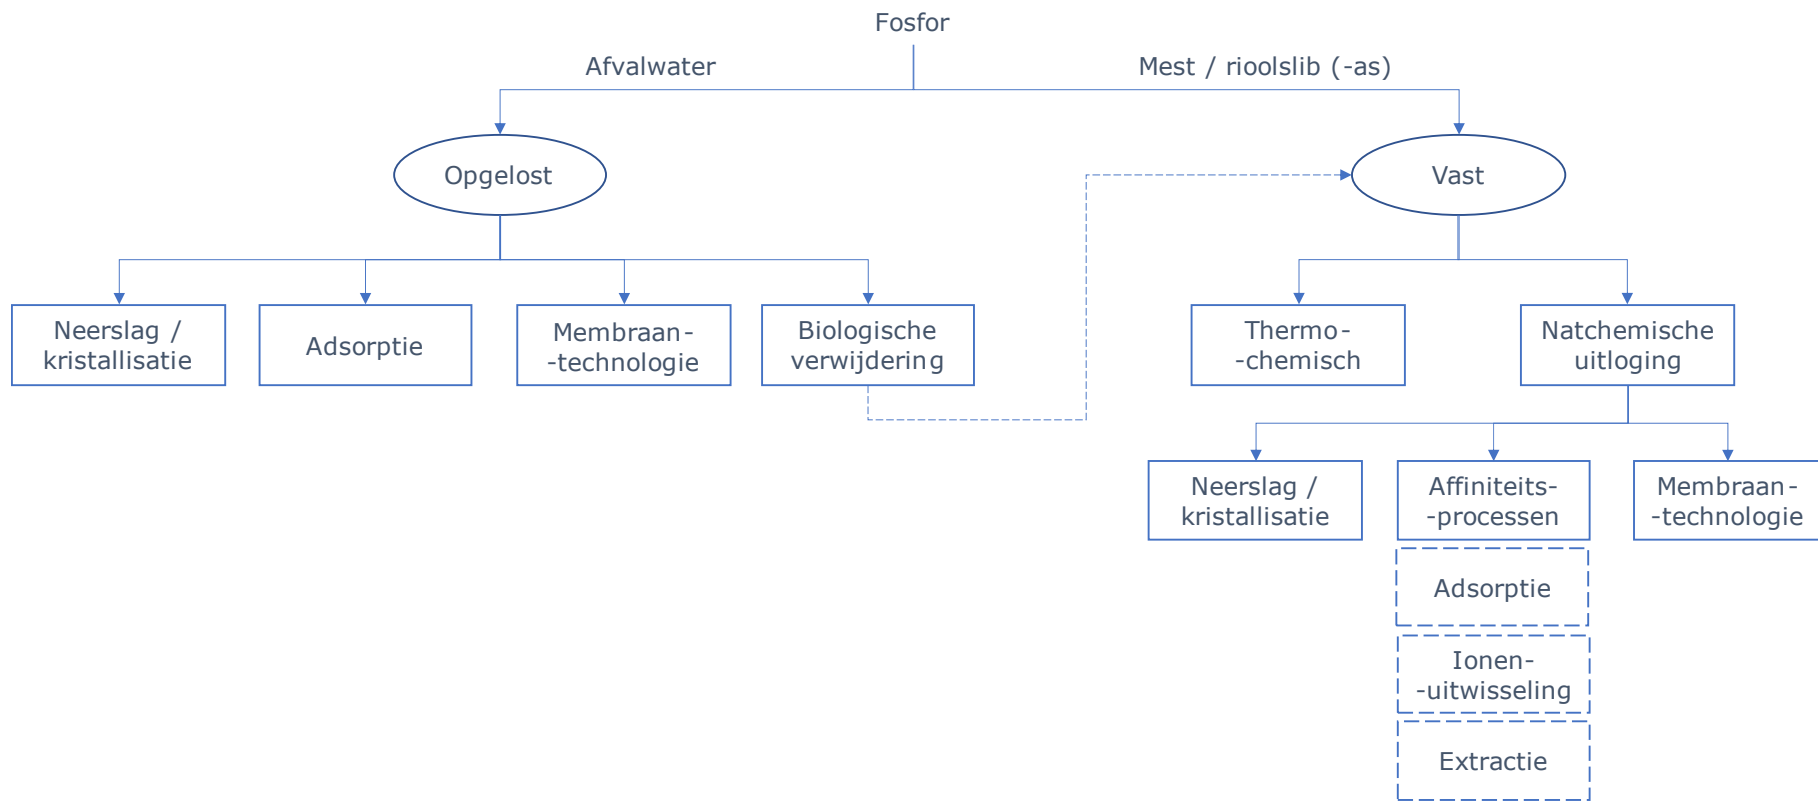 Fosfor
Afvalwater
Mest / rioolslib (-as)
Opgelost
Vast
Neerslag /
kristallisatie
Adsorptie
Membraan-
-technologie
Biologische
verwijdering
Thermo-
-chemisch
Natchemische
uitloging
Neerslag /
kristallisatie
Affiniteits-
-processen
Membraan-
-technologie
Adsorptie
Ionen-
-uitwisseling
Extractie